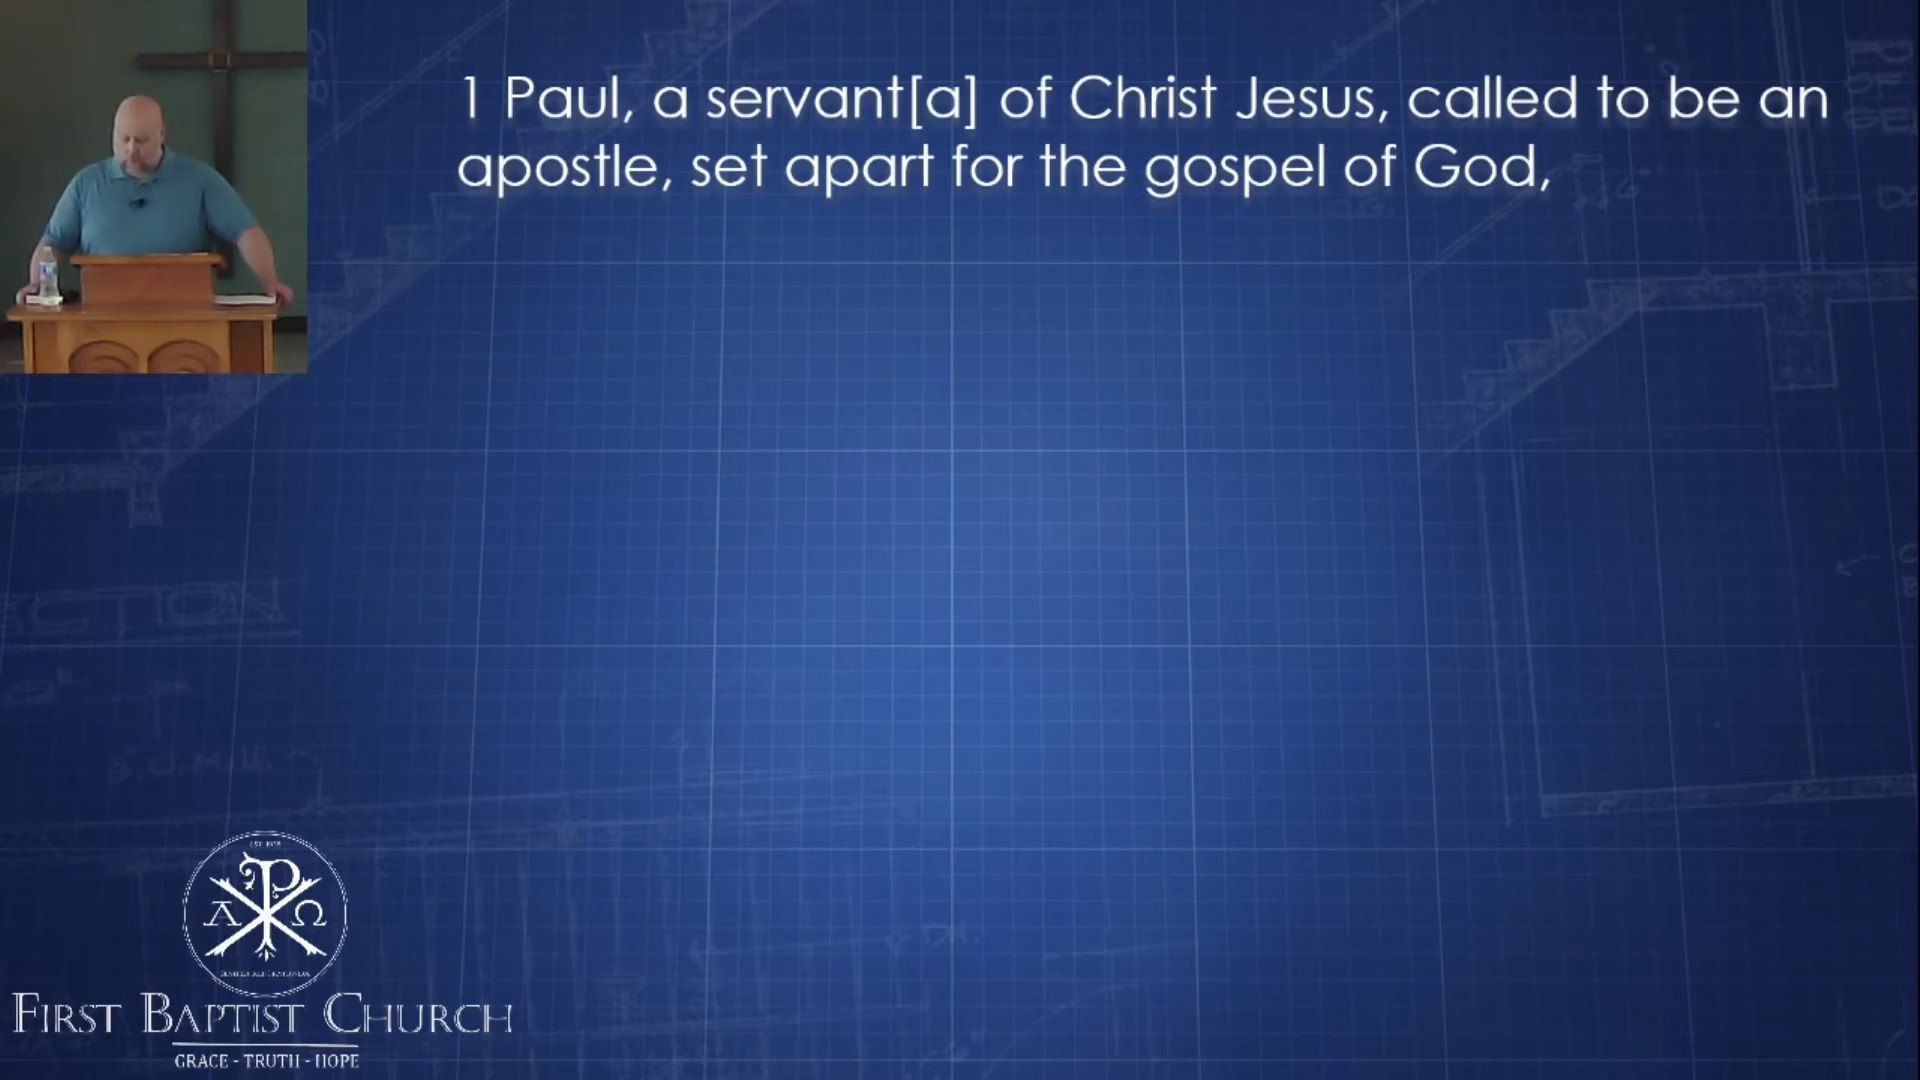 1 Paul, a servant[a] of Christ Jesus, called to be an
apostle, set apart for the gospel of God,
ECTION
Α Ω
FIRST BAPTIST CHURCH
GRACE - TRUTH - HOPE